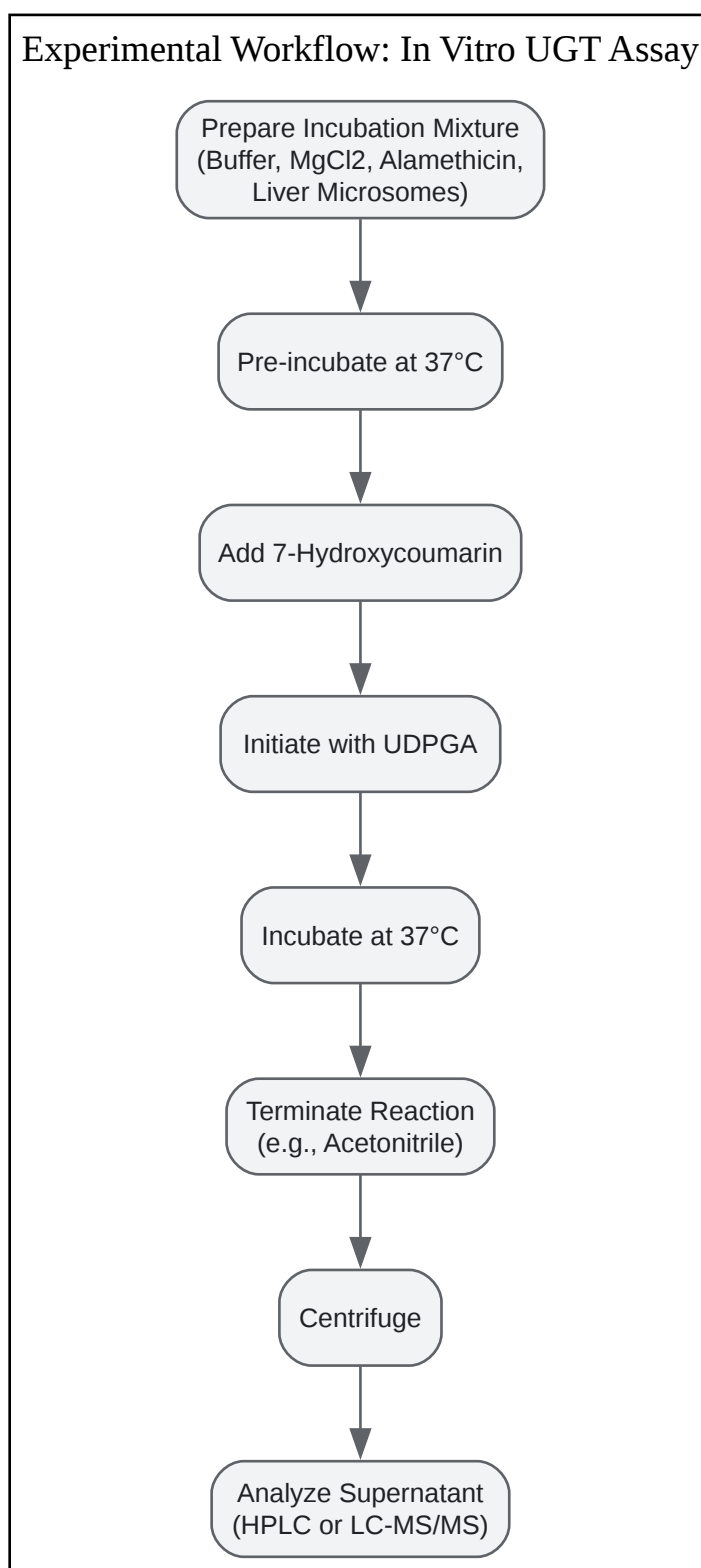 Experimental Workflow: In Vitro UGT Assay
Prepare Incubation Mixture
(Buffer, MgCl2, Alamethicin,
Liver Microsomes)
Pre-incubate at 37°C
Add 7-Hydroxycoumarin
Initiate with UDPGA
Incubate at 37°C
Terminate Reaction
(e.g., Acetonitrile)
Centrifuge
Analyze Supernatant
(HPLC or LC-MS/MS)